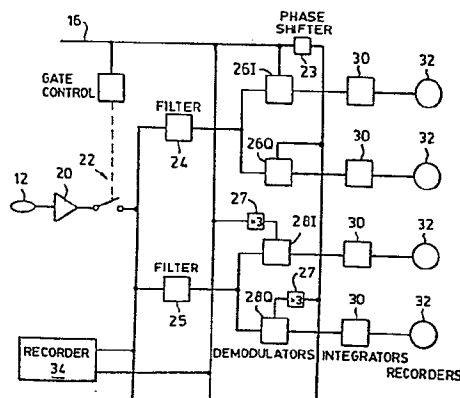 16
PHASE SHIFTER
23
GATE CONTROL
26I
30
32
FILTER
24
22
20
12
26Q
30
32
27
×3
28I
30
32
FILTER
25
27
×3
28Q
30
32
RECORDER
34
DEMODULATORS
INTEGRATORS
RECORDERS